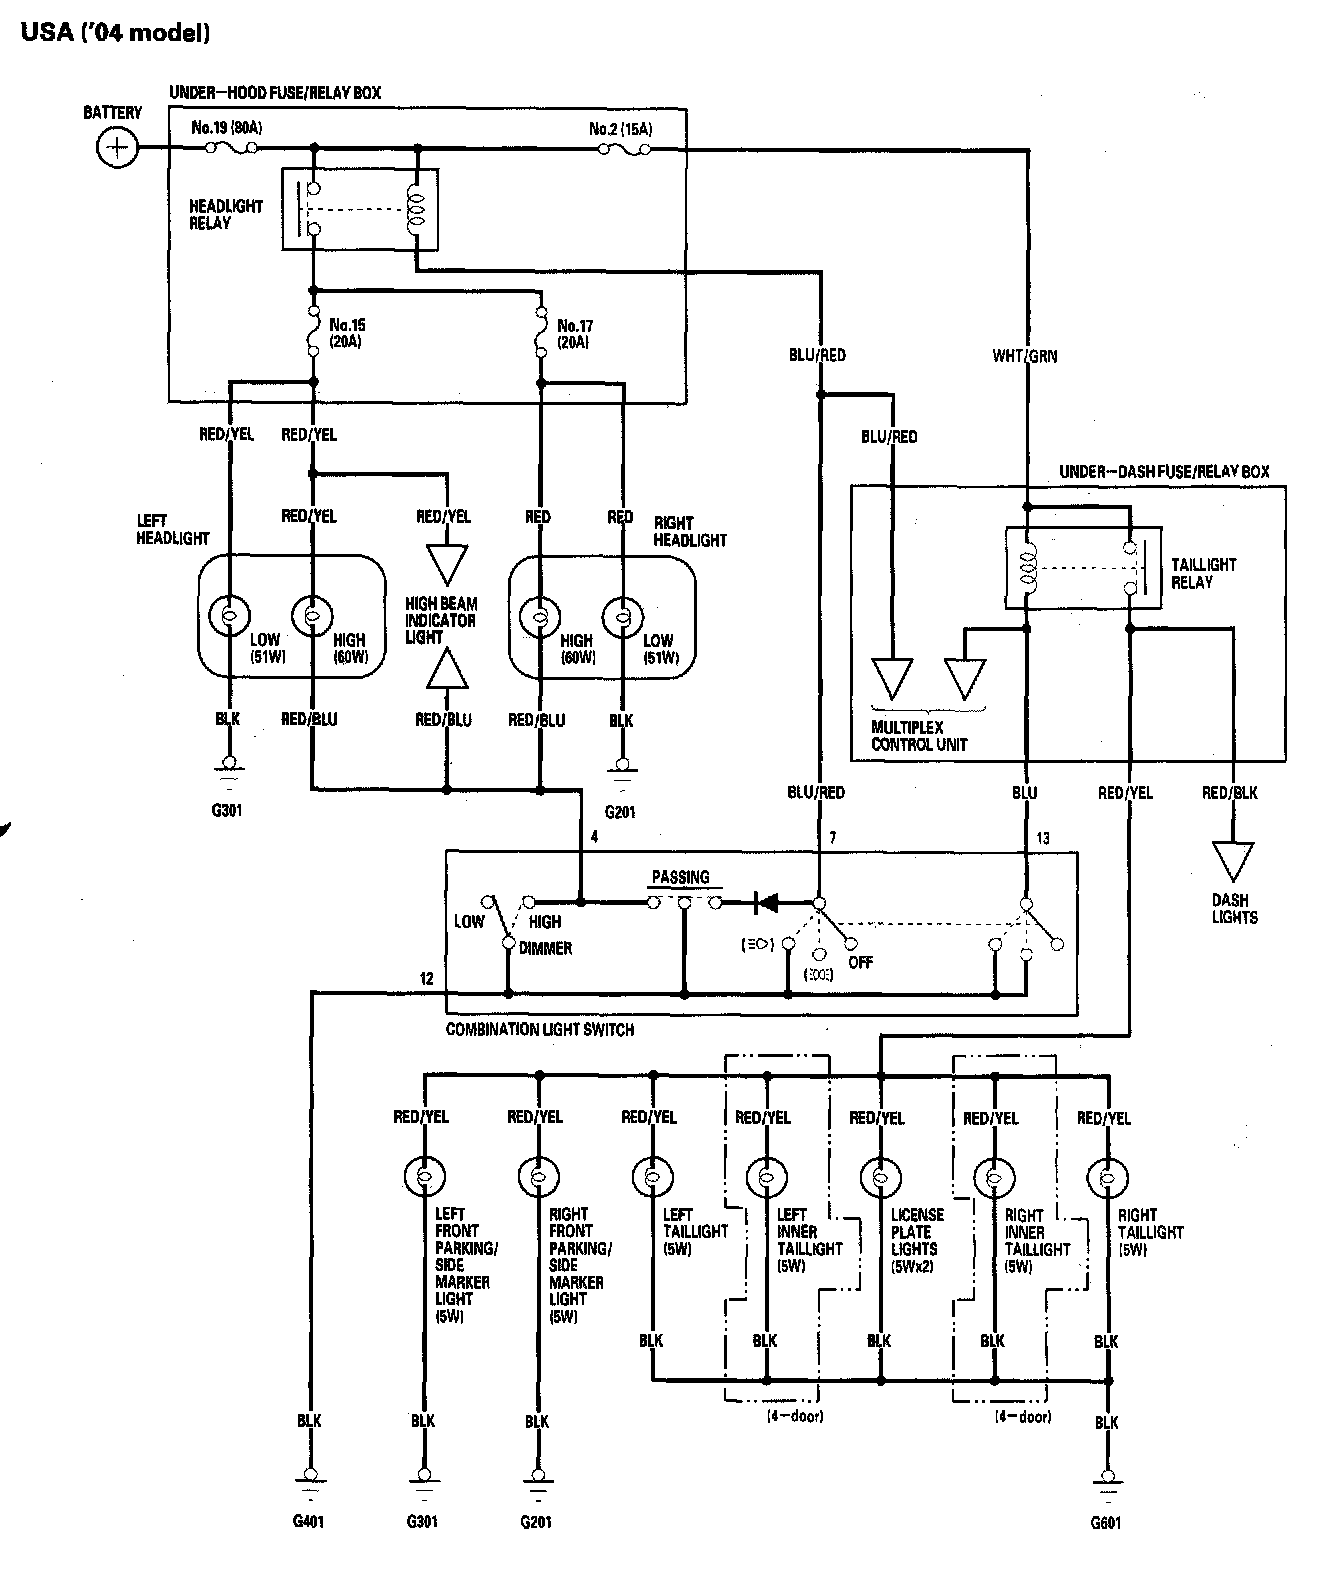 USA ('04 model)
UNDER-HOOD FUSE/RELAY BOX
BATTERY
No.19 (80A)
No.2 (15A)
HEADLIGHT
RELAY
No.15
(20A)
No.17
(20A)
BLU/RED
WHT/GRN
RED/YEL
RED/YEL
BLU/RED
UNDER-DASH FUSE/RELAY BOX
LEFT
HEADLIGHT
RED/YEL
RED/YEL
RED
RED
RIGHT
HEADLIGHT
TAILLIGHT
RELAY
HIGH BEAM
INDICATOR
LIGHT
LOW
(51W)
HIGH
(60W)
HIGH
(60W)
LOW
(51W)
BLK
RED/BLU
RED/BLU
RED/BLU
BLK
MULTIPLEX
CONTROL UNIT
G301
G201
BLU/RED
BLU
RED/YEL
RED/BLK
4
7
13
PASSING
DASH
LIGHTS
LOW
HIGH
DIMMER
OFF
12
COMBINATION LIGHT SWITCH
RED/YEL
RED/YEL
RED/YEL
RED/YEL
RED/YEL
RED/YEL
RED/YEL
LEFT
FRONT
PARKING/
SIDE
MARKER
LIGHT
(5W)
RIGHT
FRONT
PARKING/
SIDE
MARKER
LIGHT
(5W)
LEFT
TAILLIGHT
(5W)
LEFT
INNER
TAILLIGHT
(5W)
LICENSE
PLATE
LIGHTS
(5Wx2)
RIGHT
INNER
TAILLIGHT
(5W)
RIGHT
TAILLIGHT
(5W)
BLK
BLK
BLK
BLK
BLK
(4-door)
(4-door)
BLK
BLK
BLK
BLK
G401
G301
G201
G601